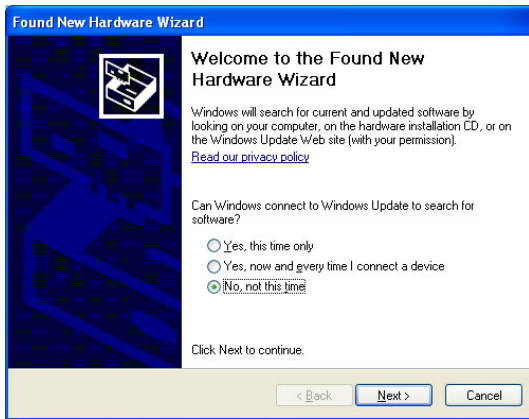 Found New Hardware Wizard
Welcome to the Found New
Hardware Wizard
Windows will search for current and updated software by
looking on your computer, on the hardware installation CD, or on
the Windows Update Web site (with your permission).
Read our privacy policy
Can Windows connect to Windows Update to search for
software?
Yes, this time only
Yes, now and every time I connect a device
No, not this time
Click Next to continue.
< Back
Next >
Cancel